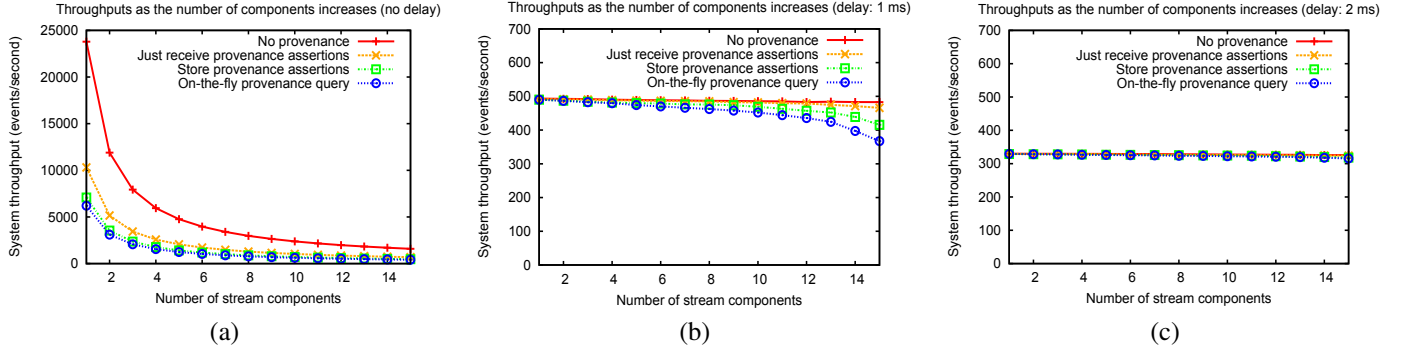 Throughputs as the number of components increases (no delay)
25000
20000
15000
10000
5000
0
2 4 6 8 10 12 14
System throughput (events/second)
Number of stream components
No provenance
Just receive provenance assertions
Store provenance assertions
On-the-fly provenance query
(a)
Throughputs as the number of components increases (delay: 1 ms)
700
600
500
400
300
200
100
0
2 4 6 8 10 12 14
System throughput (events/second)
Number of stream components
No provenance
Just receive provenance assertions
Store provenance assertions
On-the-fly provenance query
(b)
Throughputs as the number of components increases (delay: 2 ms)
700
600
500
400
300
200
100
0
2 4 6 8 10 12 14
System throughput (events/second)
Number of stream components
No provenance
Just receive provenance assertions
Store provenance assertions
On-the-fly provenance query
(c)